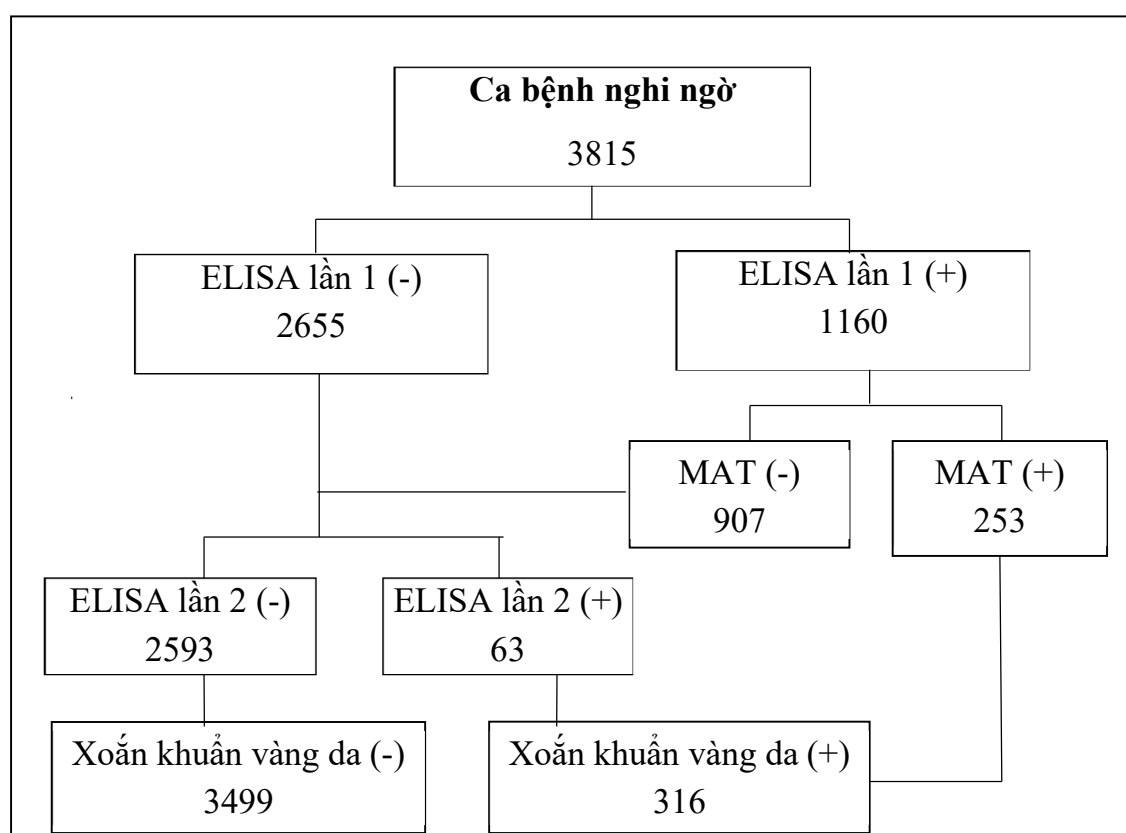 Ca bệnh nghi ngờ
3815
ELISA lần 1 (-)
2655
ELISA lần 1 (+)
1160
MAT (-)
907
MAT (+)
253
ELISA lần 2 (-)
2593
ELISA lần 2 (+)
63
Xoắn khuẩn vàng da (-)
3499
Xoắn khuẩn vàng da (+)
316